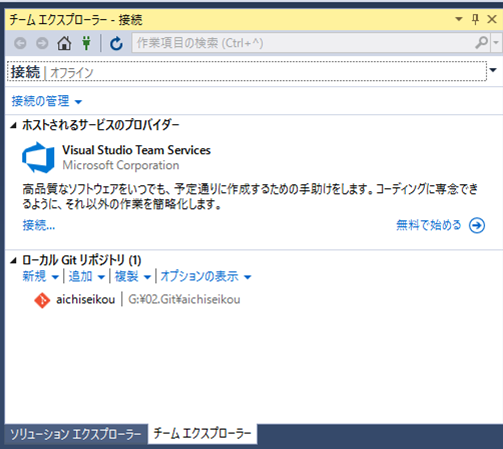 チーム エクスプローラー - 接続
作業項目の検索 (Ctrl+^)
接続 | オフライン
接続の管理
ホストされるサービスのプロバイダー
Visual Studio Team Services
Microsoft Corporation
高品質なソフトウェアをいつでも、予定通りに作成するための手助けをします。コーディングに専念でき
るように、それ以外の作業を簡略化します。
接続... 無料で始める
ローカル Git リポジトリ (1)
新規 | 追加 | 複製 | オプションの表示
aichiseikou | G:¥02.Git¥aichiseikou
ソリューション エクスプローラー チーム エクスプローラー